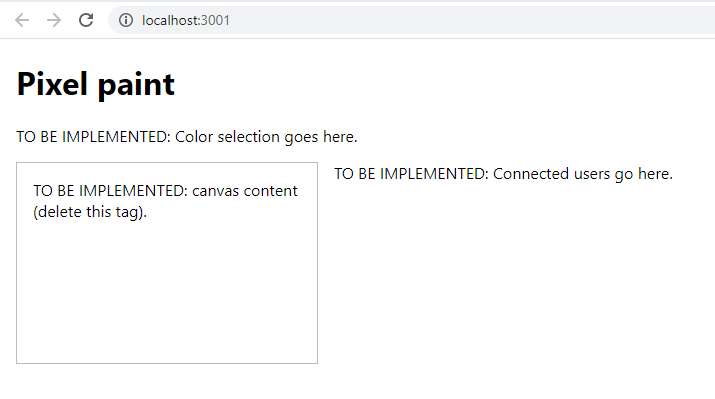 localhost:3001
Pixel paint
TO BE IMPLEMENTED: Color selection goes here.
TO BE IMPLEMENTED: canvas content
(delete this tag).
TO BE IMPLEMENTED: Connected users go here.